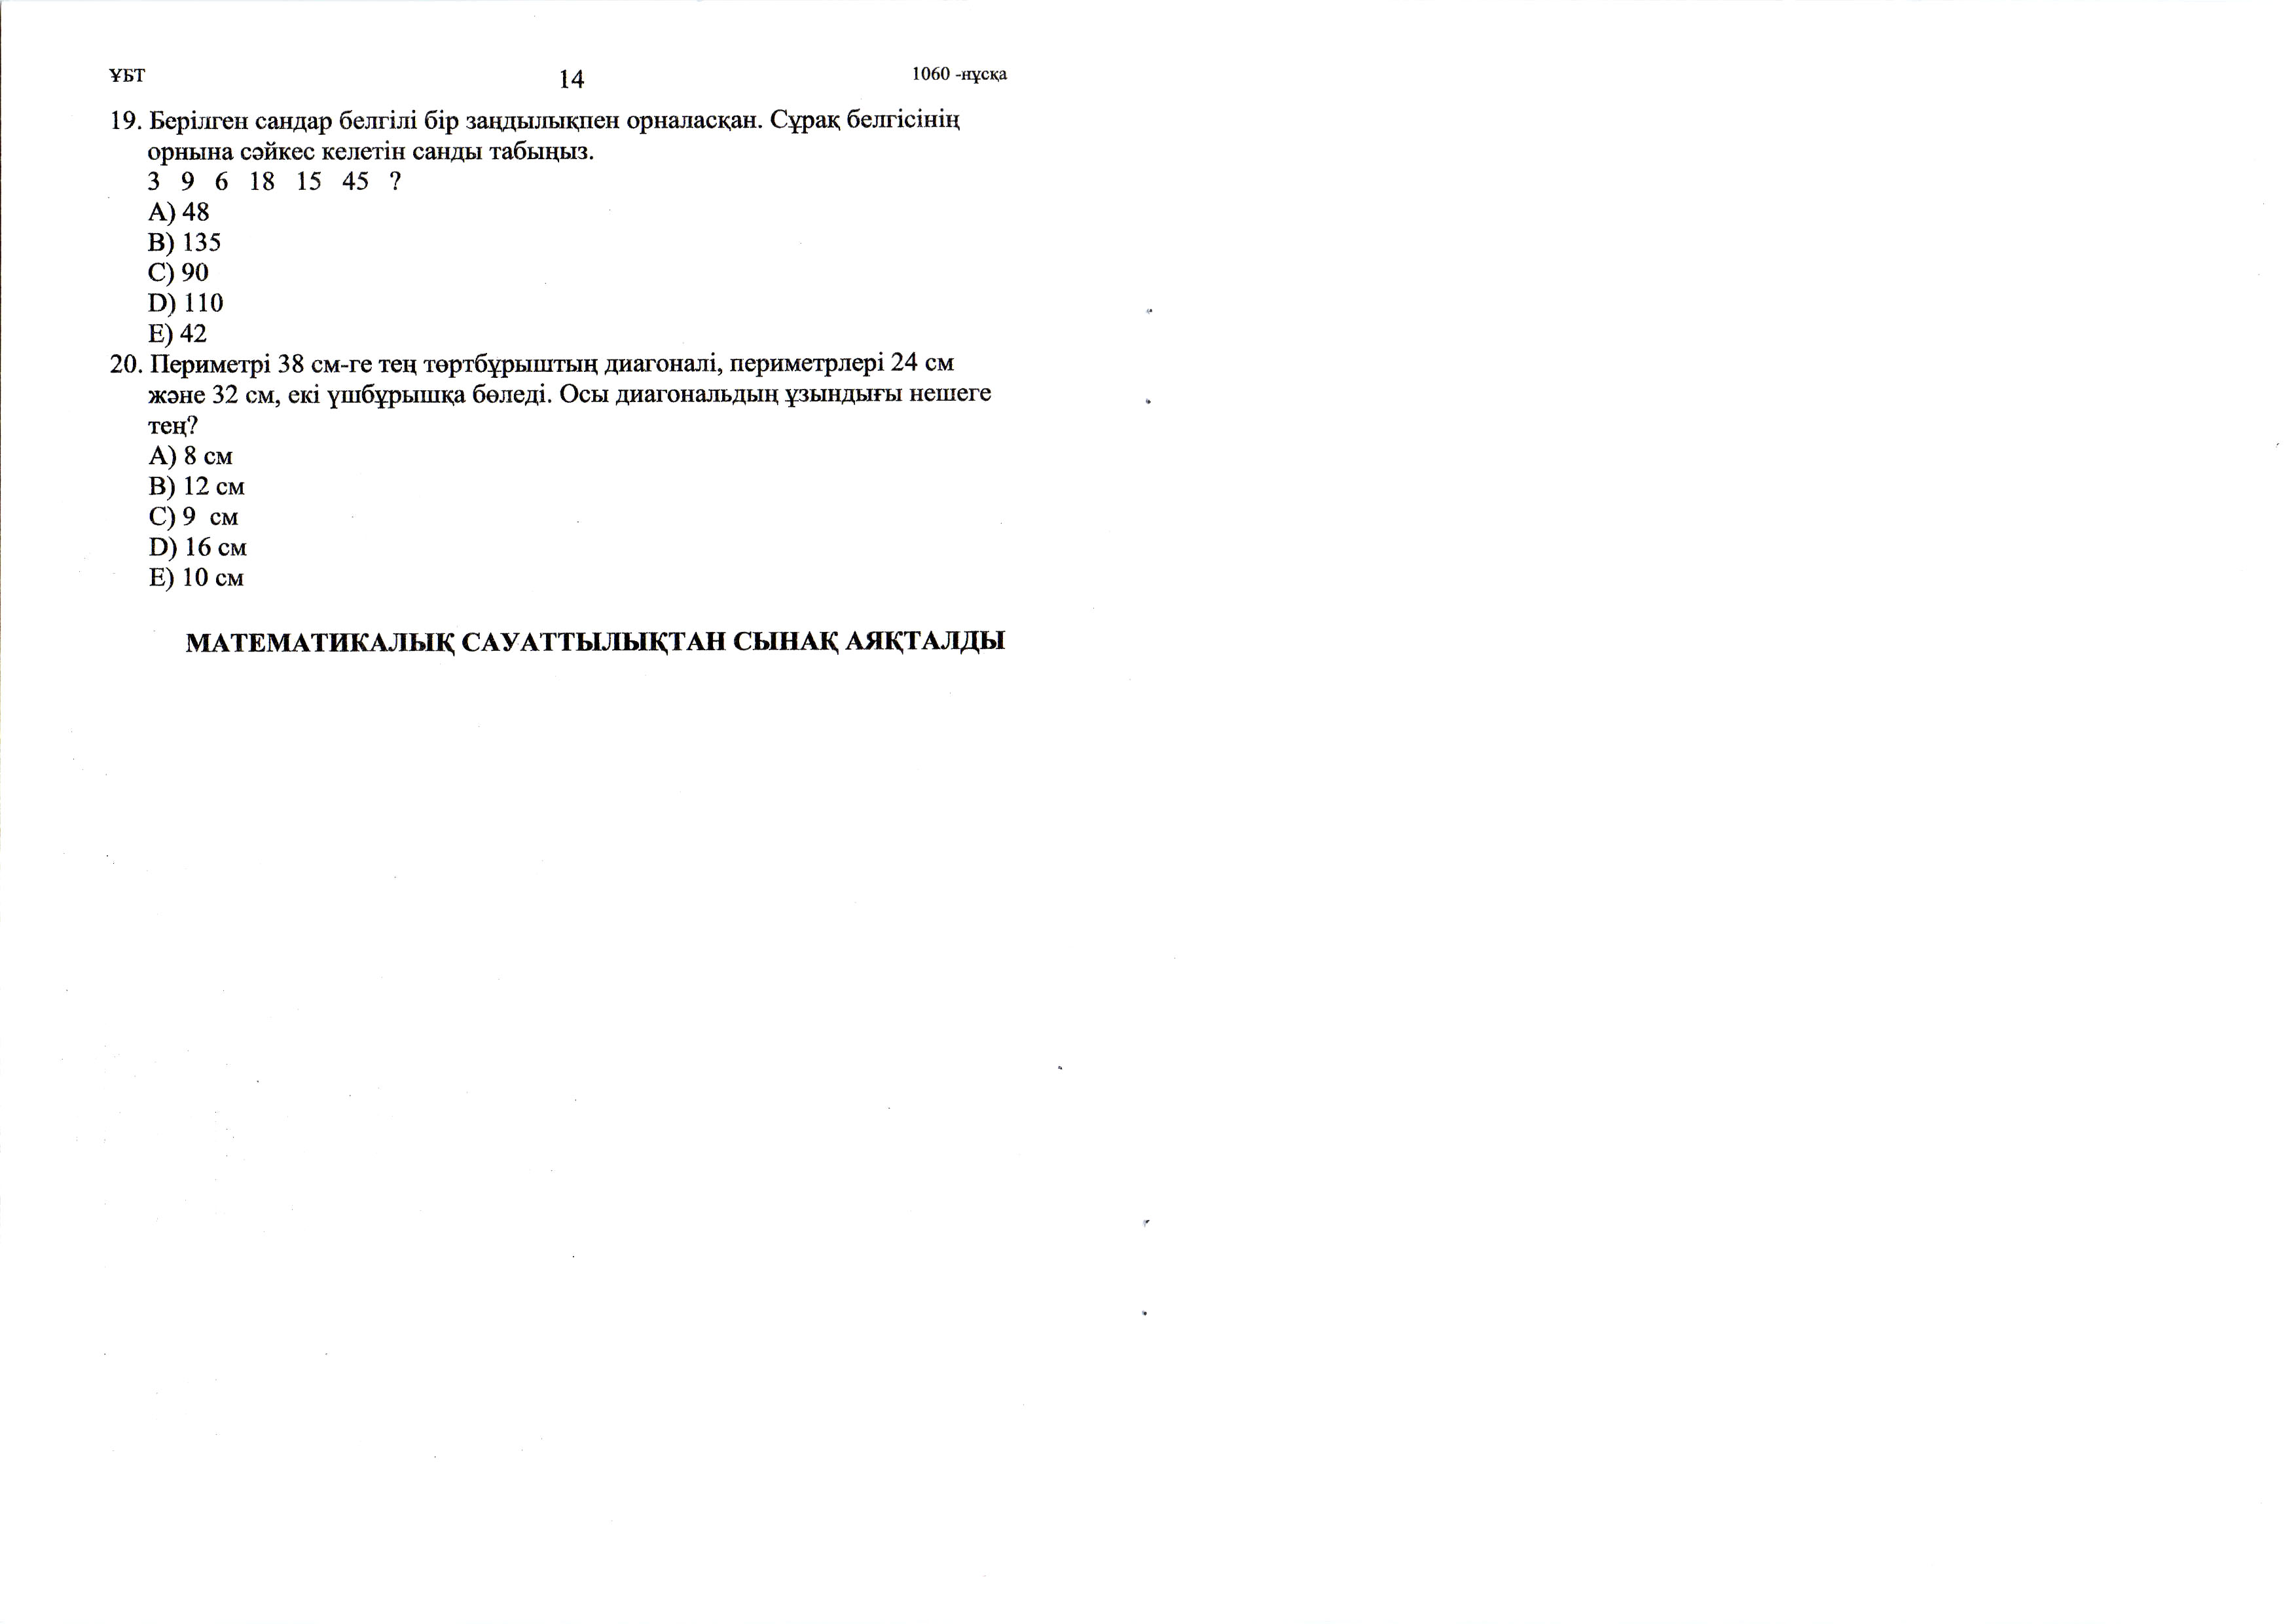 ҰБТ 14 1060 -нұсқа
19. Берілген сандар белгілі бір заңдылықпен орналасқан. Сұрақ белгісінің
орнына сәйкес келетін санды табыңыз.
3 9 6 18 15 45 ?
A) 48
B) 135
C) 90
D) 110
E) 42
20. Периметрі 38 см-ге тең төртбұрыштың диагоналі, периметрлері 24 см
және 32 см, екі үшбұрышқа бөледі. Осы диагональдың ұзындығы нешеге
тең?
A) 8 см
B) 12 см
C) 9 см
D) 16 см
E) 10 см
МАТЕМАТИКАЛЫҚ САУАТТЫЛЫҚТАН СЫНАҚ АЯҚТАЛДЫ